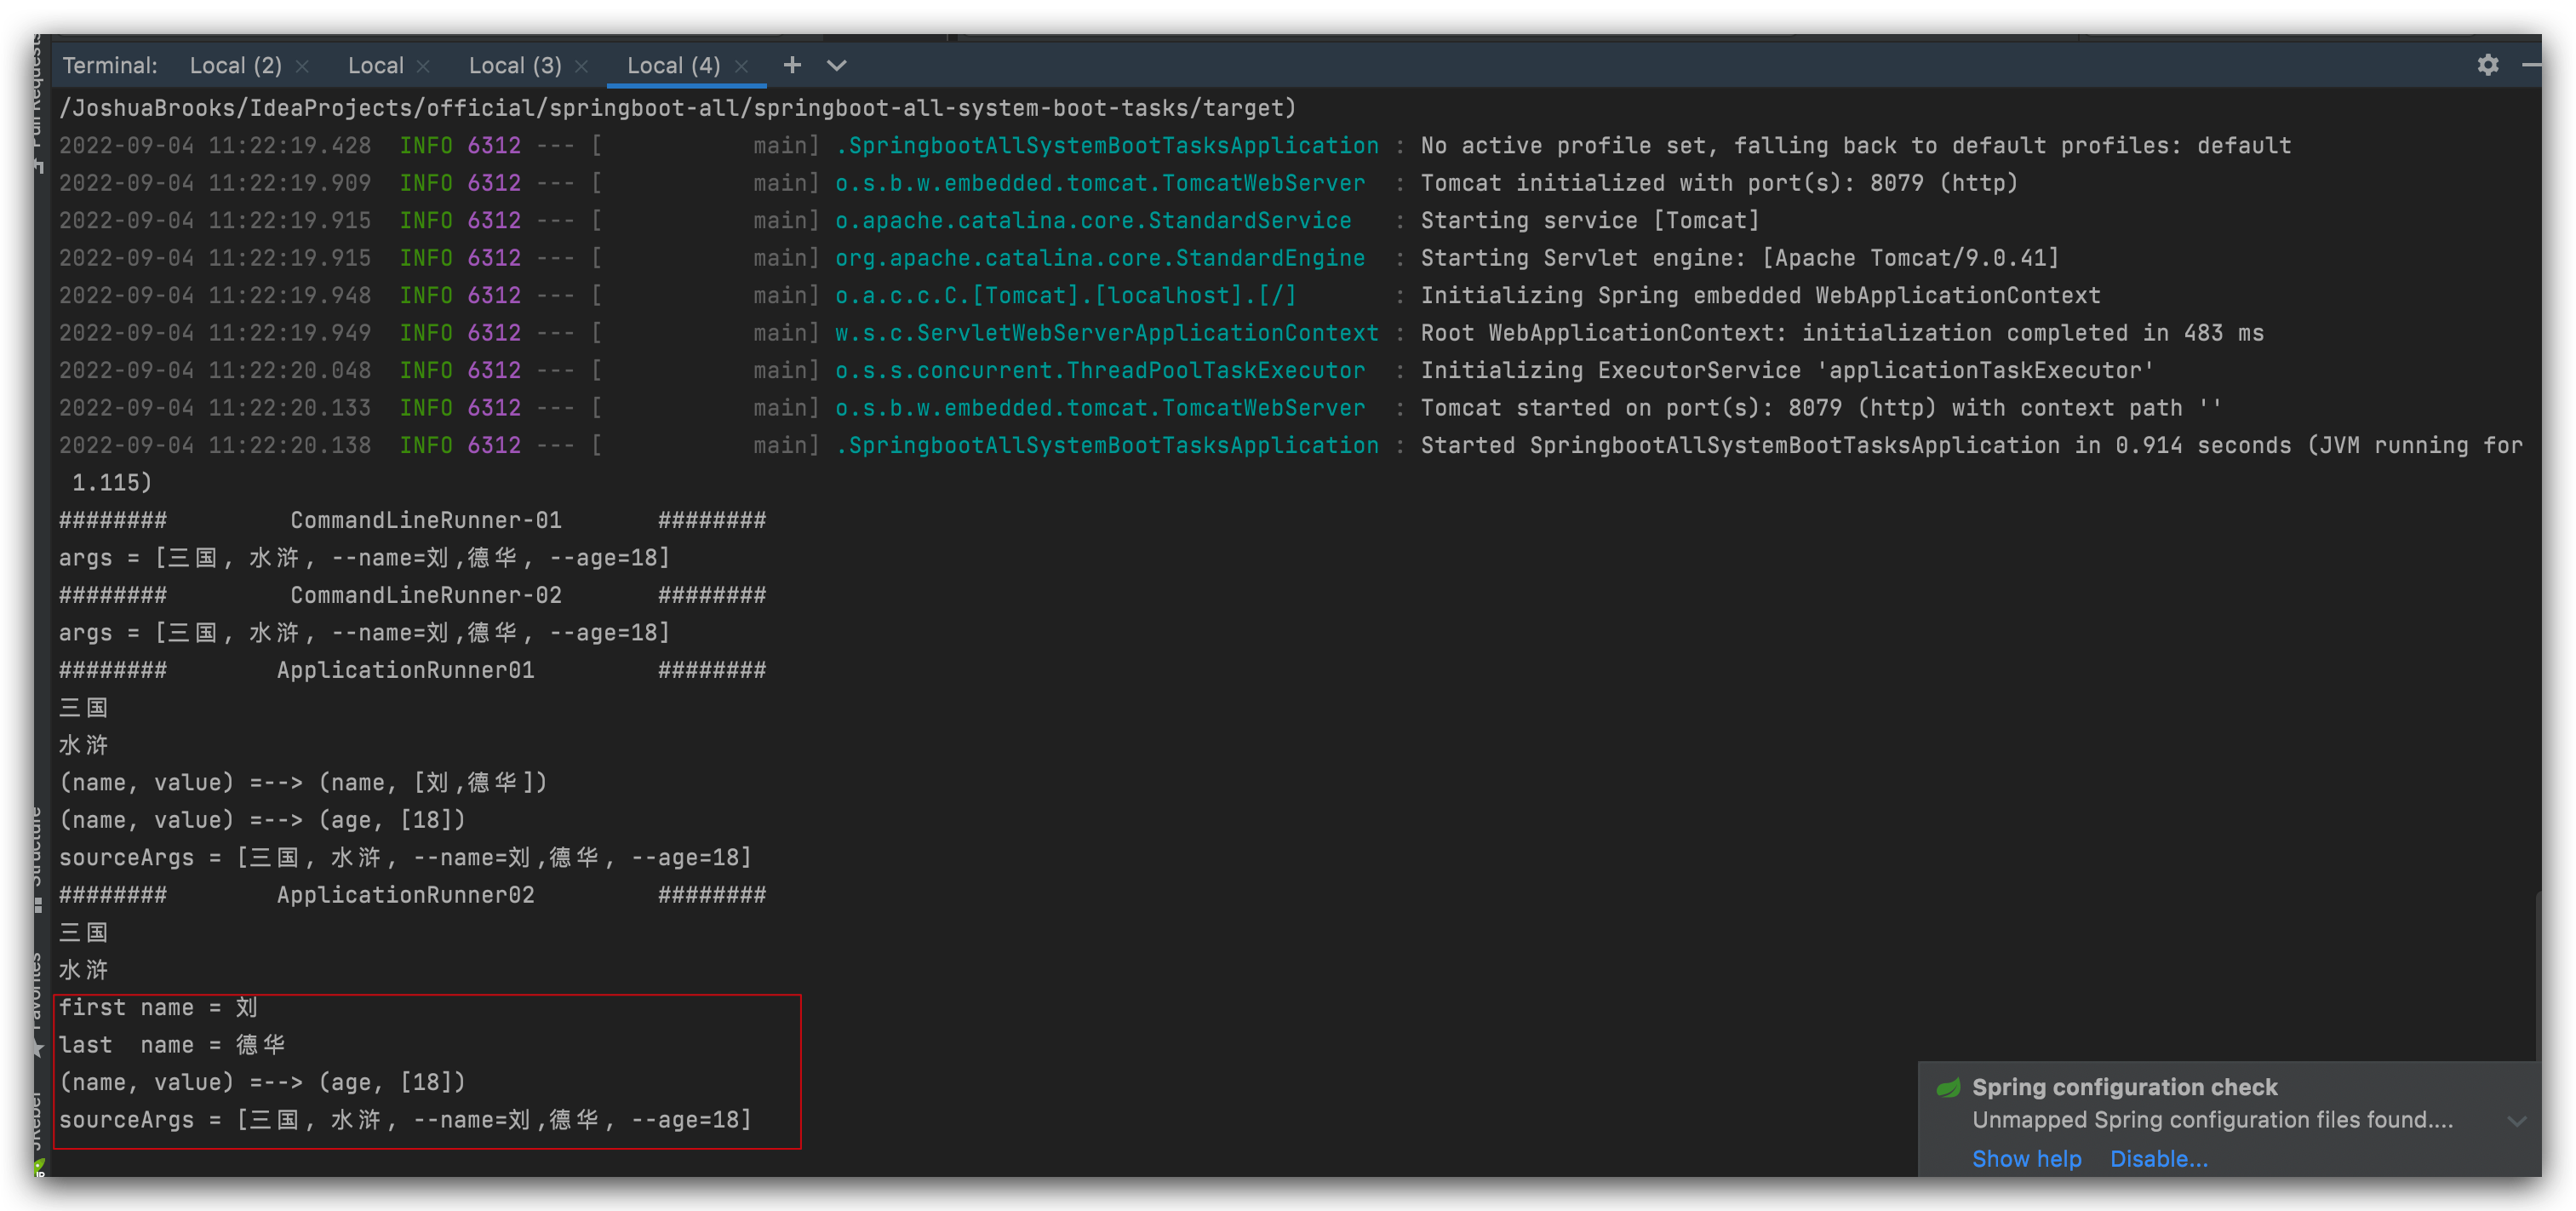 Terminal: Local (2) Local Local (3) Local (4)
/JoshuaBrooks/IdeaProjects/official/springboot-all/springboot-all-system-boot-tasks/target)
2022-09-04 11:22:19.428  INFO 6312 --- [           main] .SpringbootAllSystemBootTasksApplication : No active profile set, falling back to default profiles: default
2022-09-04 11:22:19.909  INFO 6312 --- [           main] o.s.b.w.embedded.tomcat.TomcatWebServer  : Tomcat initialized with port(s): 8079 (http)
2022-09-04 11:22:19.915  INFO 6312 --- [           main] o.apache.catalina.core.StandardService   : Starting service [Tomcat]
2022-09-04 11:22:19.915  INFO 6312 --- [           main] org.apache.catalina.core.StandardEngine  : Starting Servlet engine: [Apache Tomcat/9.0.41]
2022-09-04 11:22:19.948  INFO 6312 --- [           main] o.a.c.c.C.[Tomcat].[localhost].[/]       : Initializing Spring embedded WebApplicationContext
2022-09-04 11:22:19.949  INFO 6312 --- [           main] w.s.c.ServletWebServerApplicationContext : Root WebApplicationContext: initialization completed in 483 ms
2022-09-04 11:22:20.048  INFO 6312 --- [           main] o.s.s.concurrent.ThreadPoolTaskExecutor  : Initializing ExecutorService 'applicationTaskExecutor'
2022-09-04 11:22:20.133  INFO 6312 --- [           main] o.s.b.w.embedded.tomcat.TomcatWebServer  : Tomcat started on port(s): 8079 (http) with context path ''
2022-09-04 11:22:20.138  INFO 6312 --- [           main] .SpringbootAllSystemBootTasksApplication : Started SpringbootAllSystemBootTasksApplication in 0.914 seconds (JVM running for
1.115)
########         CommandLineRunner-01       ########
args = [三国, 水浒, --name=刘,德华, --age=18]
########         CommandLineRunner-02       ########
args = [三国, 水浒, --name=刘,德华, --age=18]
########        ApplicationRunner01         ########
三国
水浒
(name, value) =--> (name, [刘,德华])
(name, value) =--> (age, [18])
sourceArgs = [三国, 水浒, --name=刘,德华, --age=18]
########        ApplicationRunner02         ########
三国
水浒
first name = 刘
last  name = 德华
(name, value) =--> (age, [18])
sourceArgs = [三国, 水浒, --name=刘,德华, --age=18]
Spring configuration check
Unmapped Spring configuration files found....
Show help Disable...
Structure
Favorites